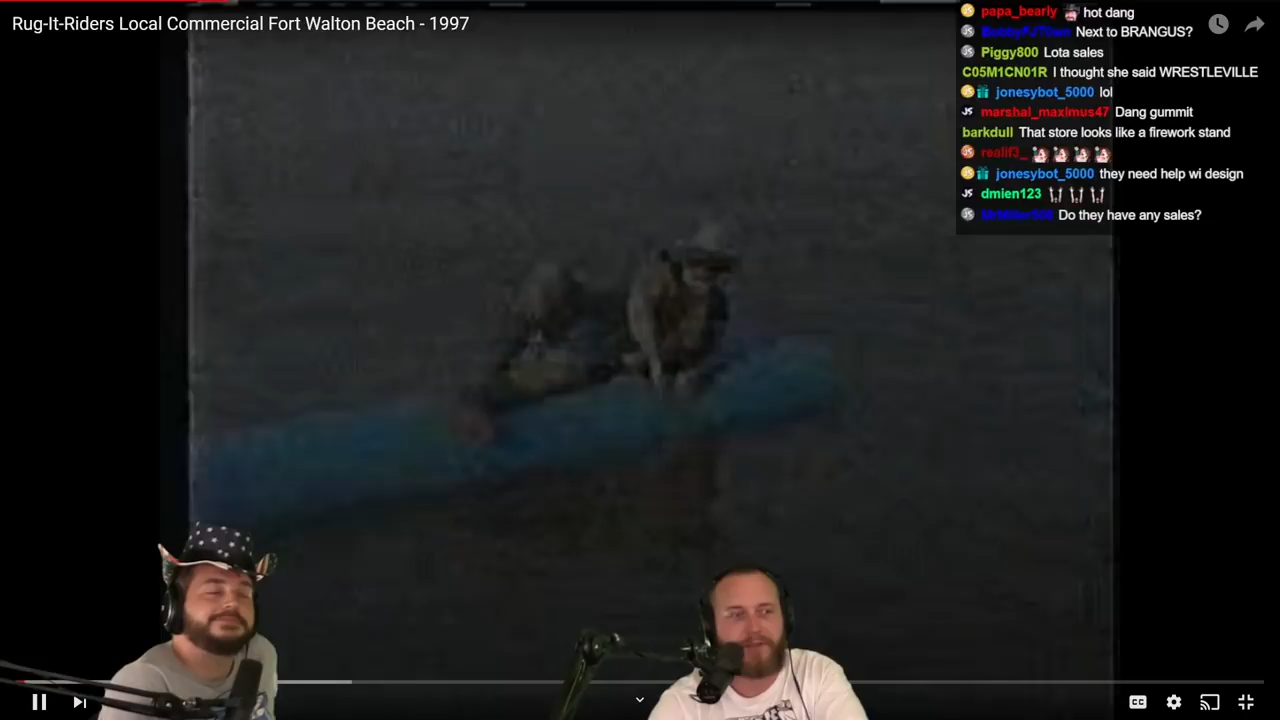 Rug-It-Riders Local Commercial Fort Walton Beach - 1997
papa_bearly hot dang
Next to BRANGUS?
Piggy800 Lota sales
C05M1CN01R I thought she said WRESTLEVILLE
jonesybot_5000 lol
marshal_maximus47 Dang gummit
barkdull That store looks like a firework stand
realif3_
jonesybot_5000 they need help wi design
dmien123
Do they have any sales?
CC